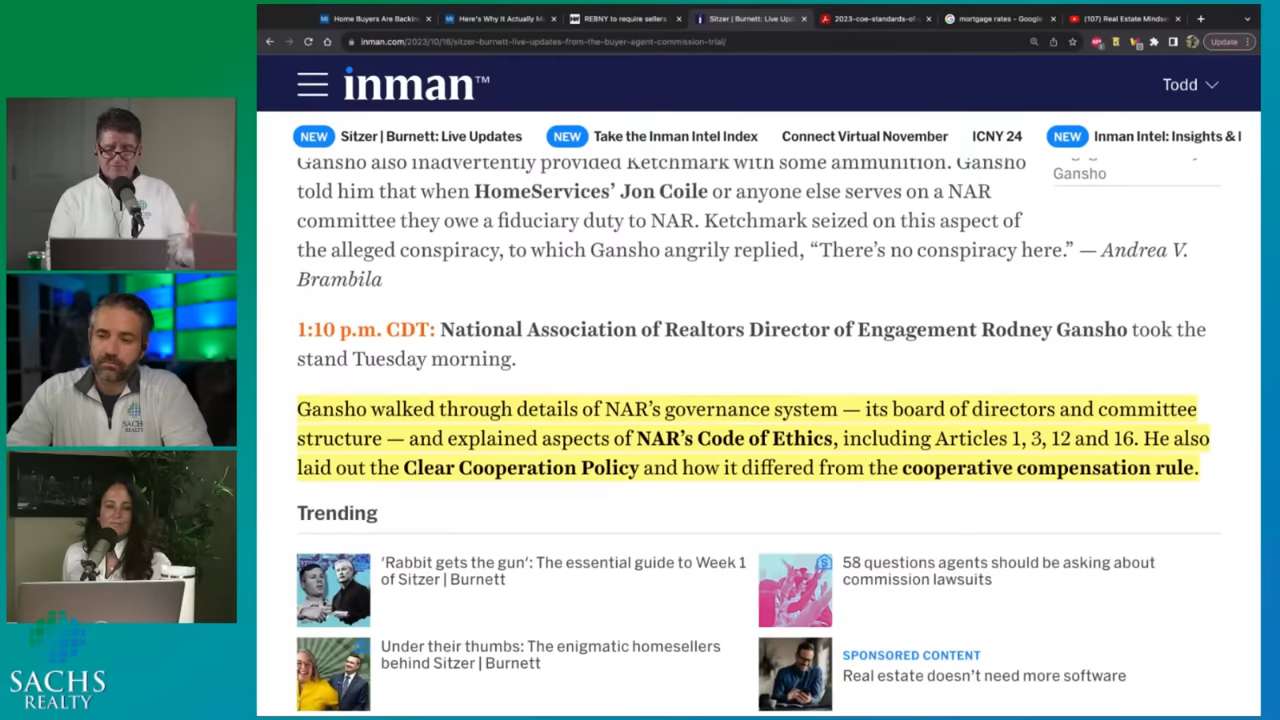 Home Buyers Are Backin
Here's Why It Actually M
REBNY to require sellers
Sitzer | Burnett: Live Upd
2023-coe-standards-of-
mortgage rates - Google
(107) Real Estate Mindse
inman.com/2023/10/16/sitzer-burnett-live-updates-from-the-buyer-agent-commission-trial/
Update
inman™
Todd
NEW Sitzer | Burnett: Live Updates NEW Take the Inman Intel Index Connect Virtual November ICNY 24 NEW Inman Intel: Insights & I
Gansho also inadvertently provided Ketchmark with some ammunition. Gansho
told him that when HomeServices’ Jon Coile or anyone else serves on a NAR
committee they owe a fiduciary duty to NAR. Ketchmark seized on this aspect of
the alleged conspiracy, to which Gansho angrily replied, “There’s no conspiracy here.” — Andrea V.
Brambila
Gansho
1:10 p.m. CDT: National Association of Realtors Director of Engagement Rodney Gansho took the
stand Tuesday morning.
Gansho walked through details of NAR’s governance system — its board of directors and committee
structure — and explained aspects of NAR’s Code of Ethics, including Articles 1, 3, 12 and 16. He also
laid out the Clear Cooperation Policy and how it differed from the cooperative compensation rule.
Trending
'Rabbit gets the gun': The essential guide to Week 1
of Sitzer | Burnett
58 questions agents should be asking about
commission lawsuits
Under their thumbs: The enigmatic homesellers
behind Sitzer | Burnett
SPONSORED CONTENT
Real estate doesn’t need more software
SACHS
REALTY
SACHS
REALTY